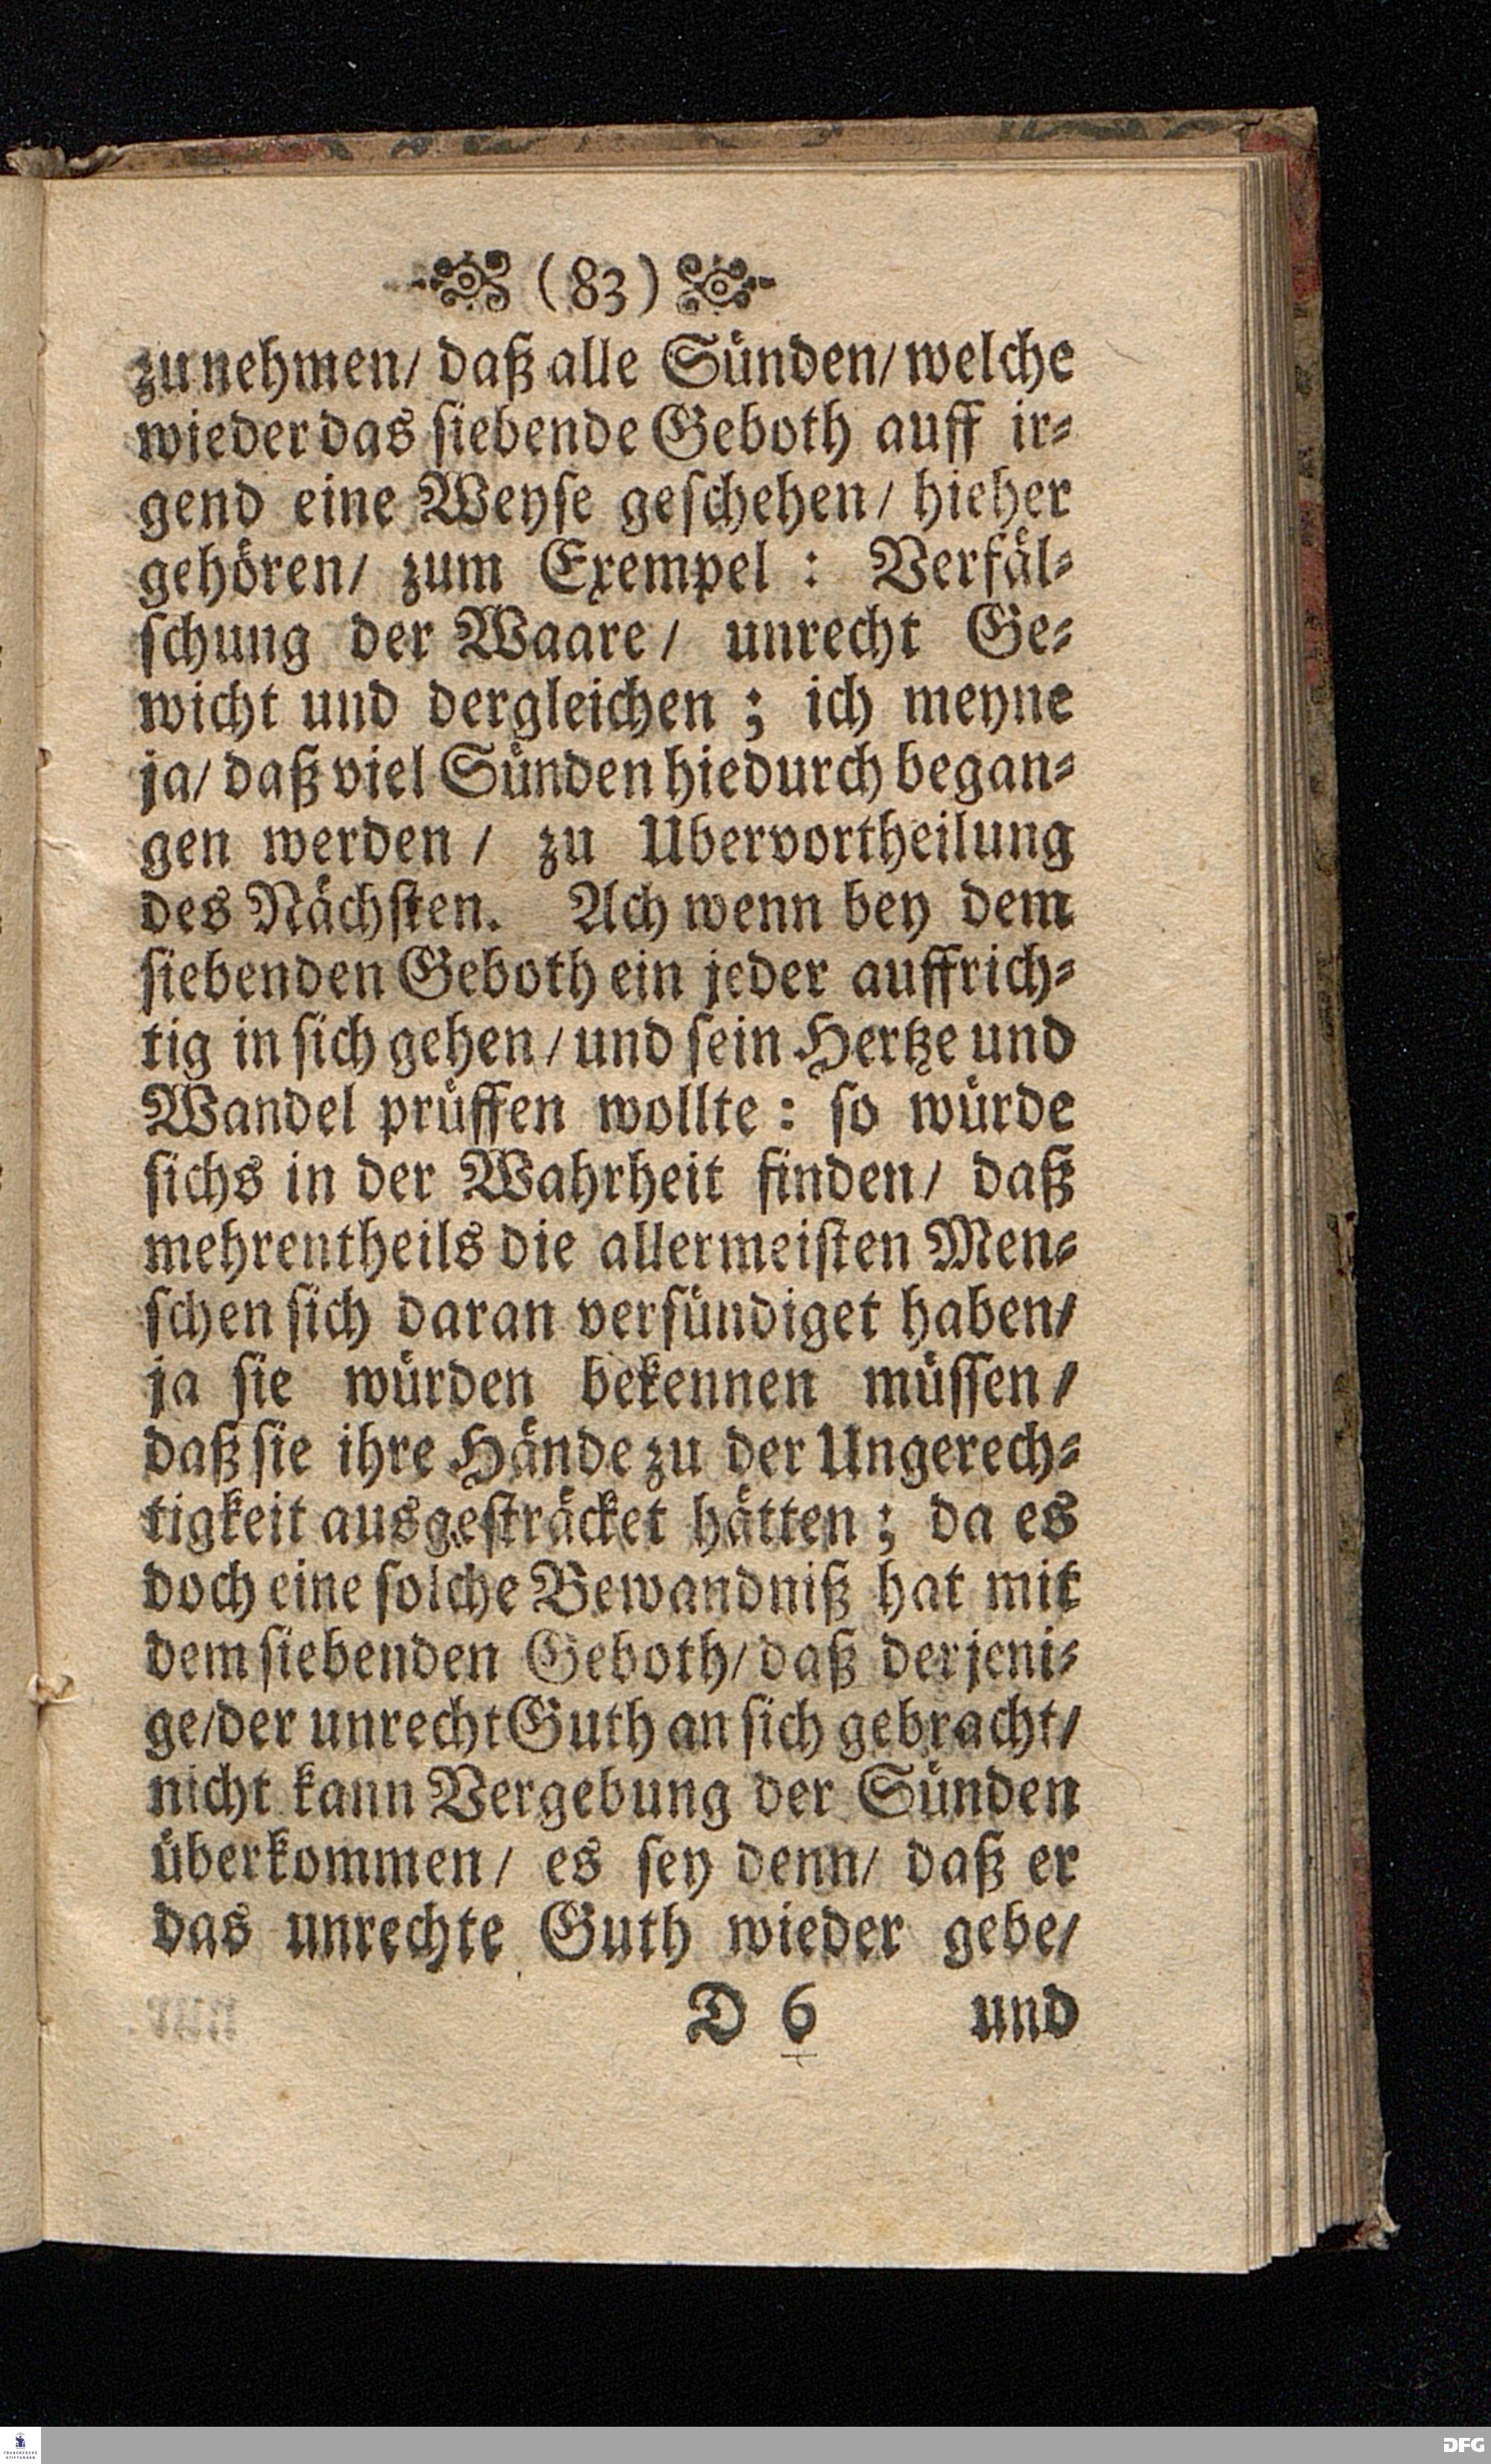 (83)
zu nehmen/ daß alle Sünden/ welche
wieder das siebende Geboth auff ir-
gend eine Weyse geschehen/ hieher
gehören/ zum Exempel : Verfäl-
schung der Waare/ unrecht Ge-
wicht und dergleichen ; ich meyne
ja/ daß viel Sünden hiedurch began-
gen werden / zu Ubervortheilung
des Nächsten. Ach wenn bey dem
siebenden Geboth ein jeder auffrich-
tig in sich gehen / und sein Hertze und
Wandel prüffen wollte : so würde
sichs in der Wahrheit finden/ daß
mehrentheils die allermeisten Men-
schen sich daran versündiget haben/
ja sie würden bekennen müssen /
daß sie ihre Hände zu der Ungerech-
tigkeit ausgesträcket hätten ; da es
doch eine solche Bewandniß hat mit
dem siebenden Geboth/ daß derjeni-
ge/ der unrecht Guth an sich gebracht/
nicht kann Vergebung der Sünden
überkommen/ es sey denn/ daß er
das unrechte Guth wieder gebe/
D 6 und
FRANCKESCHE
STIFTUNGEN
DFG